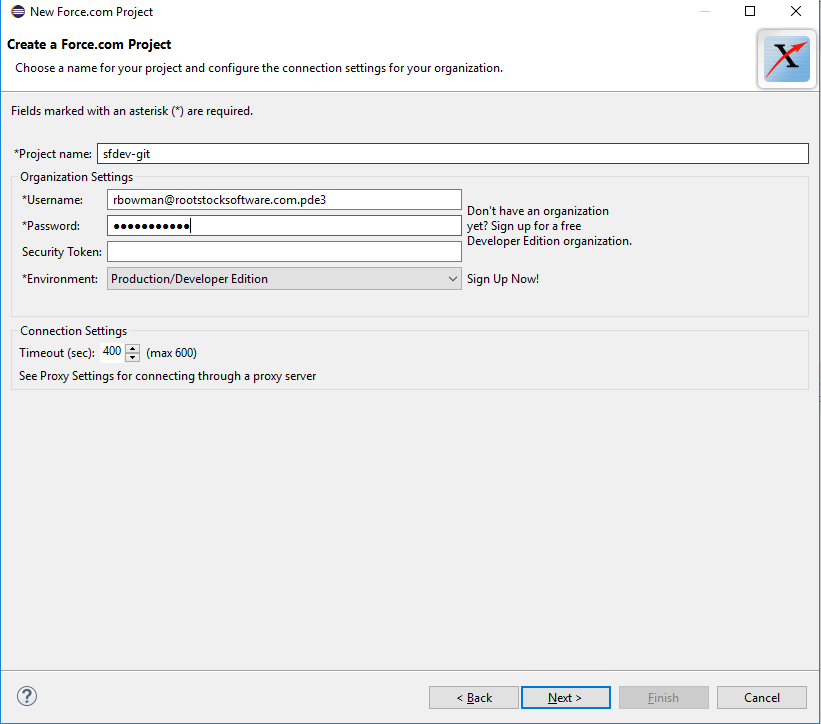 New Force.com Project
Create a Force.com Project
Choose a name for your project and configure the connection settings for your organization.
X
Fields marked with an asterisk (*) are required.
*Project name: sfdev-git
Organization Settings
*Username: rbowman@rootstocksoftware.com.pde3
*Password: ●●●●●●●●●●●
Don't have an organization
yet? Sign up for a free
Developer Edition organization.
Security Token:
*Environment: Production/Developer Edition Sign Up Now!
Connection Settings
Timeout (sec): 400 (max 600)
See Proxy Settings for connecting through a proxy server
? < Back Next > Finish Cancel